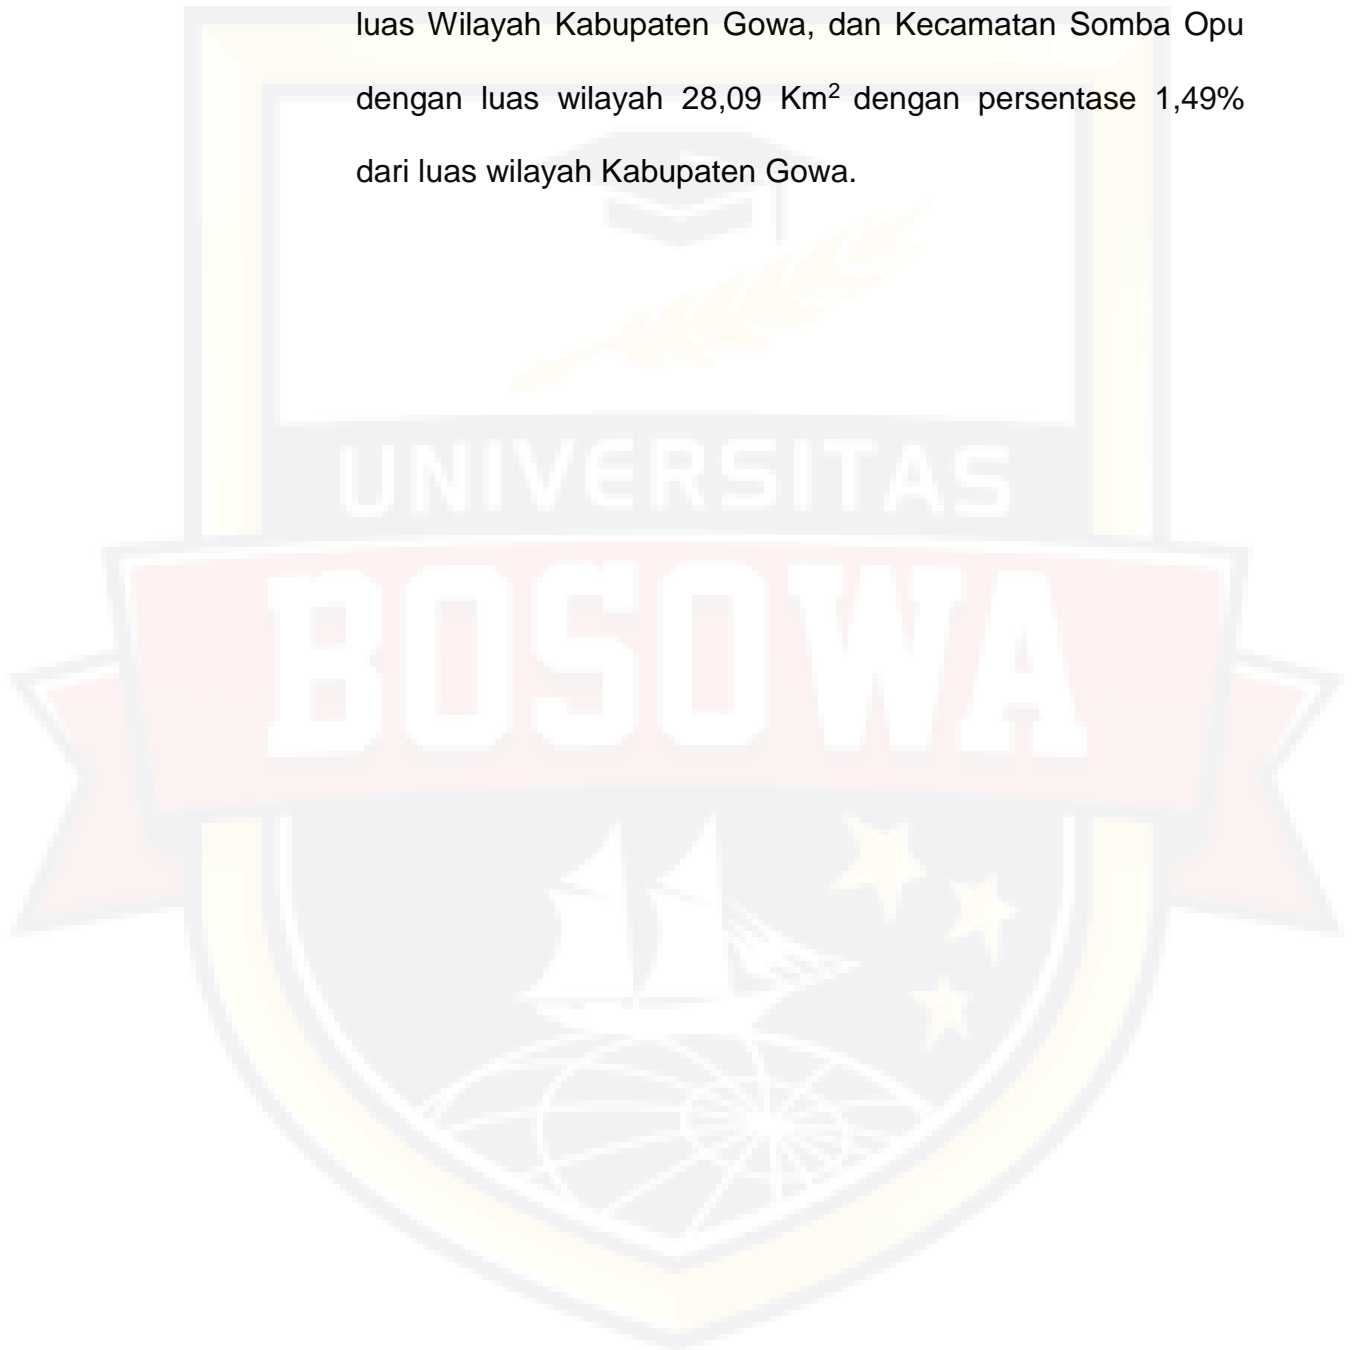 luas Wilayah Kabupaten Gowa, dan Kecamatan Somba Opu
dengan luas wilayah 28,09 Km² dengan persentase 1,49%
dari luas wilayah Kabupaten Gowa.
UNIVERSITAS
BOSOWA